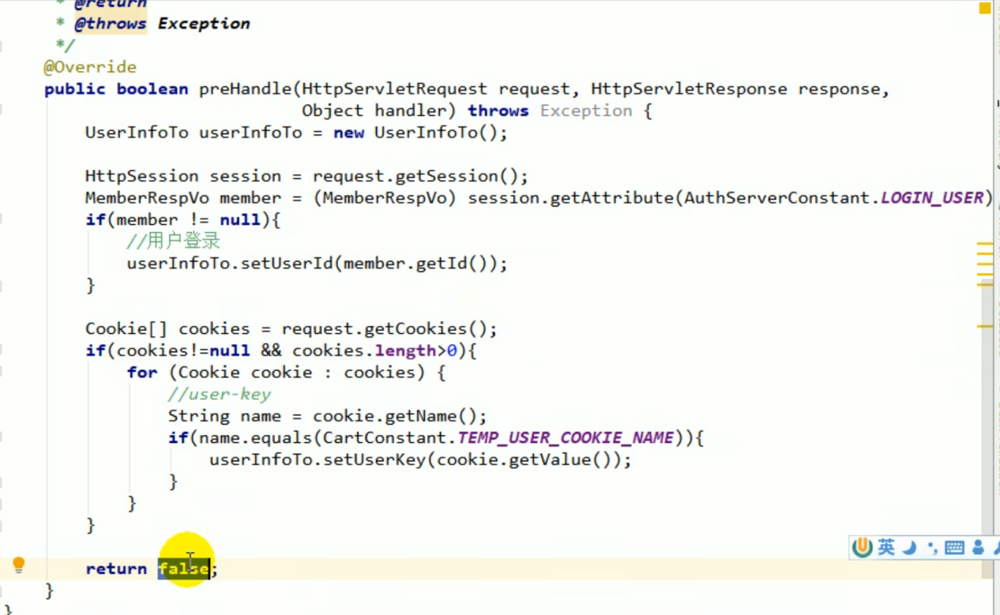 * @return
* @throws Exception
*/
@Override
public boolean preHandle(HttpServletRequest request, HttpServletResponse response,
Object handler) throws Exception {
UserInfoTo userInfoTo = new UserInfoTo();
HttpSession session = request.getSession();
MemberRespVo member = (MemberRespVo) session.getAttribute(AuthServerConstant.LOGIN_USER)
if(member != null){
//用户登录
userInfoTo.setUserId(member.getId());
}
Cookie[] cookies = request.getCookies();
if(cookies!=null && cookies.length>0){
for (Cookie cookie : cookies) {
//user-key
String name = cookie.getName();
if(name.equals(CartConstant.TEMP_USER_COOKIE_NAME)){
userInfoTo.setUserKey(cookie.getValue());
}
}
}
英
return false;
}
}